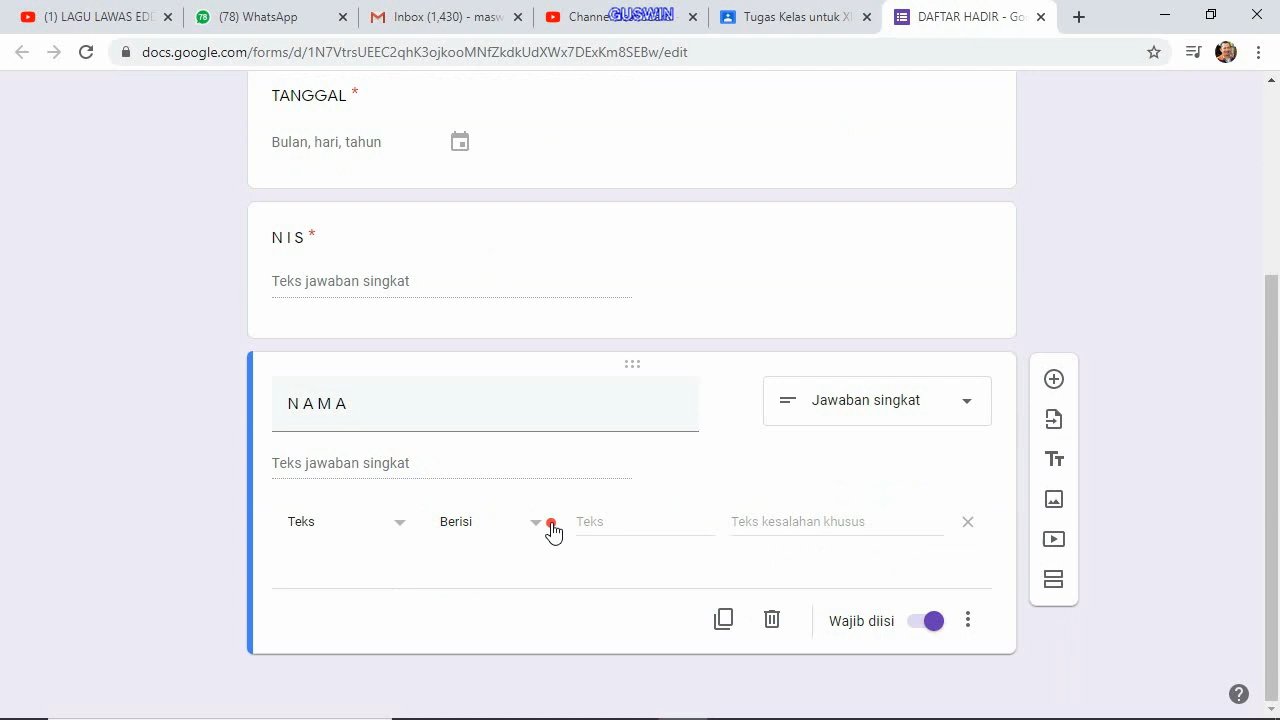 (1) LAGU LAWAS EDD
(78) WhatsApp
Inbox (1,430) - masw
Chann
GUSWIN
Tugas Kelas untuk X
DAFTAR HADIR - Go
docs.google.com/forms/d/1N7VtrsUEEC2qhK3ojkooMNfZkdkUdXWx7DExKm8SEBw/edit
TANGGAL *
Bulan, hari, tahun
N I S *
Teks jawaban singkat
N A M A
Jawaban singkat
Teks jawaban singkat
Teks
Berisi
Teks
Teks kesalahan khusus
Wajib diisi